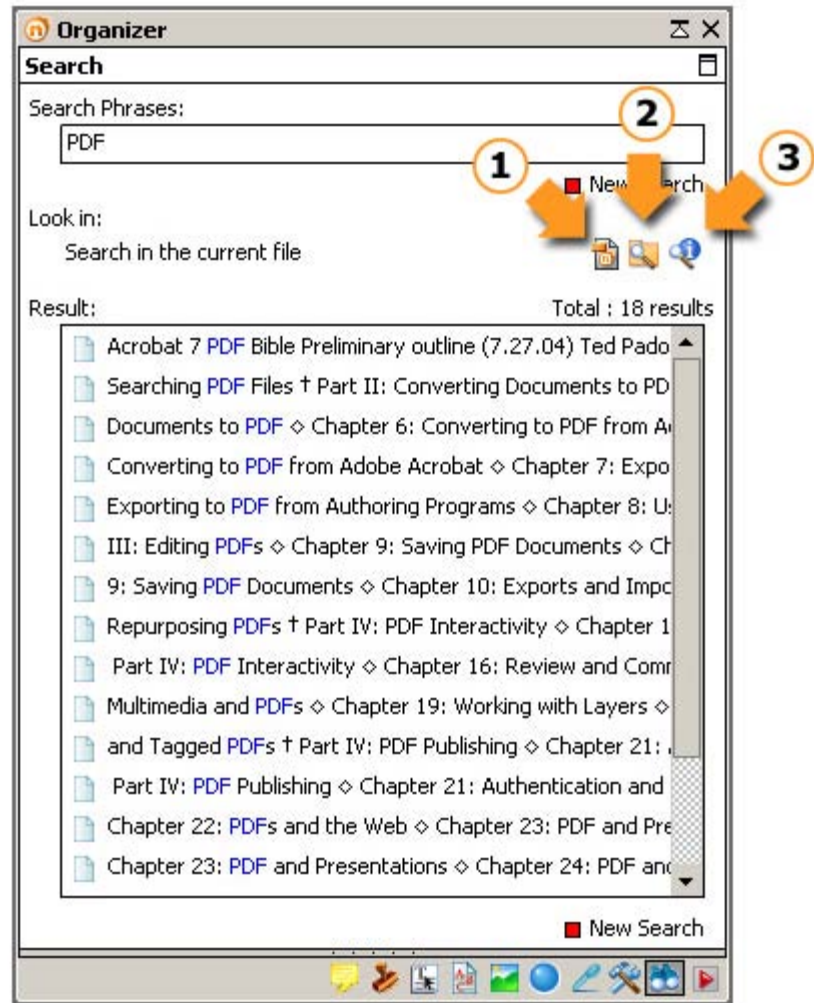 Organizer
Search
Search Phrases:
PDF
2
1
3
New Search
Look in:
Search in the current file
Result: Total : 18 results
Acrobat 7 PDF Bible Preliminary outline (7.27.04) Ted Pado
Searching PDF Files † Part II: Converting Documents to PD
Documents to PDF ◇ Chapter 6: Converting to PDF from A
Converting to PDF from Adobe Acrobat ◇ Chapter 7: Expo
Exporting to PDF from Authoring Programs ◇ Chapter 8: U
III: Editing PDFs ◇ Chapter 9: Saving PDF Documents ◇ Ch
9: Saving PDF Documents ◇ Chapter 10: Exports and Impo
Repurposing PDFs † Part IV: PDF Interactivity ◇ Chapter 1
Part IV: PDF Interactivity ◇ Chapter 16: Review and Comm
Multimedia and PDFs ◇ Chapter 19: Working with Layers ◇
and Tagged PDFs † Part IV: PDF Publishing ◇ Chapter 21:
Part IV: PDF Publishing ◇ Chapter 21: Authentication and
Chapter 22: PDFs and the Web ◇ Chapter 23: PDF and Pre
Chapter 23: PDF and Presentations ◇ Chapter 24: PDF and
New Search